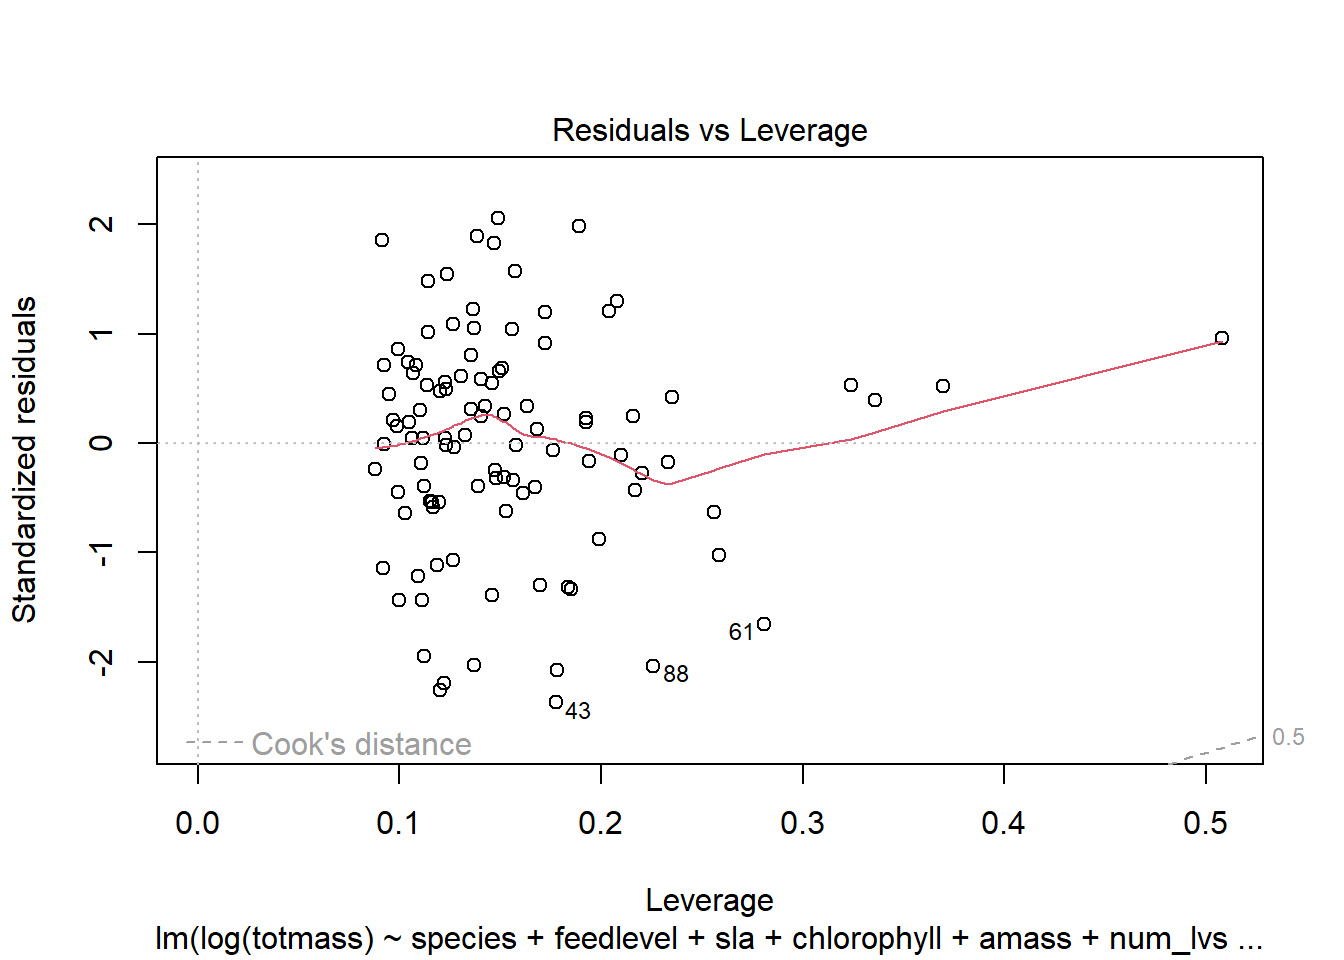 Residuals vs Leverage
Standardized residuals
2
1
0
-1
-2
61
88
43
Cook's distance
0.5
0.0 0.1 0.2 0.3 0.4 0.5
Leverage
lm(log(totmass) ~ species + feedlevel + sla + chlorophyll + amass + num_lvs ...